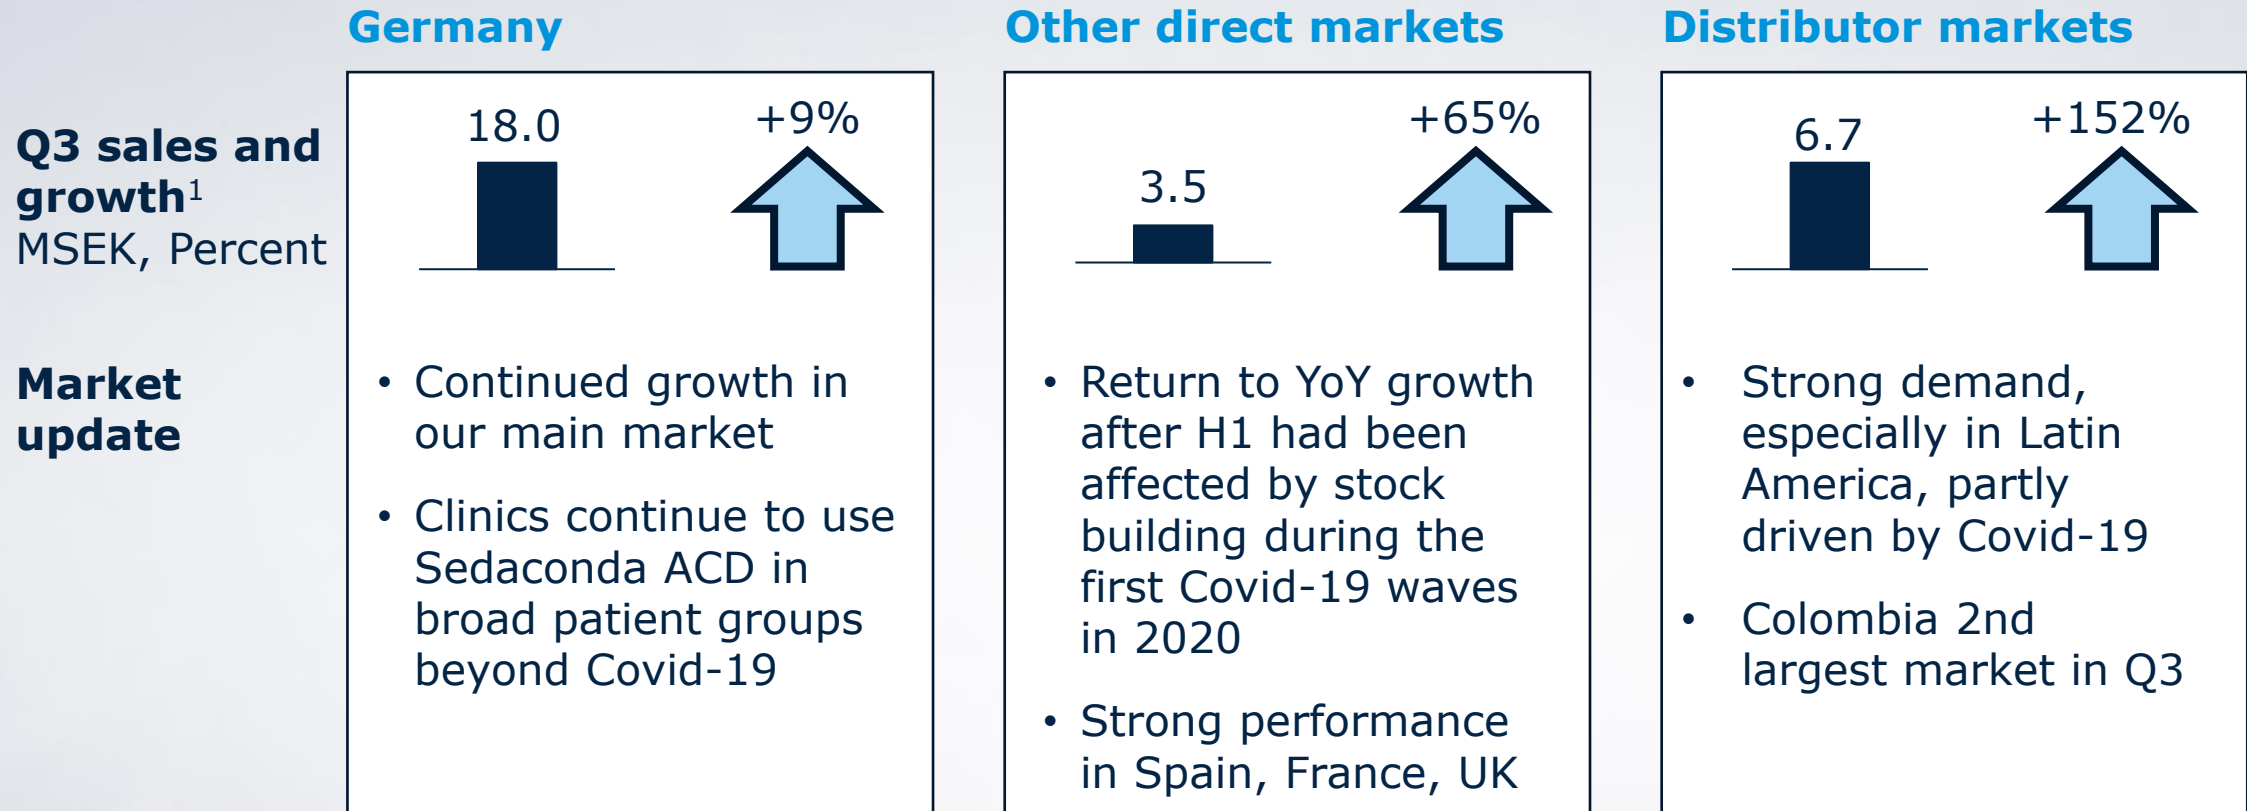 Germany
Other direct markets
Distributor markets
Q3 sales and
growth¹
MSEK, Percent
18.0
+9%
3.5
+65%
6.7
+152%
Market
update
• Continued growth in
our main market
• Clinics continue to use
Sedaconda ACD in
broad patient groups
beyond Covid-19
• Return to YoY growth
after H1 had been
affected by stock
building during the
first Covid-19 waves
in 2020
• Strong performance
in Spain, France, UK
• Strong demand,
especially in Latin
America, partly
driven by Covid-19
• Colombia 2nd
largest market in Q3